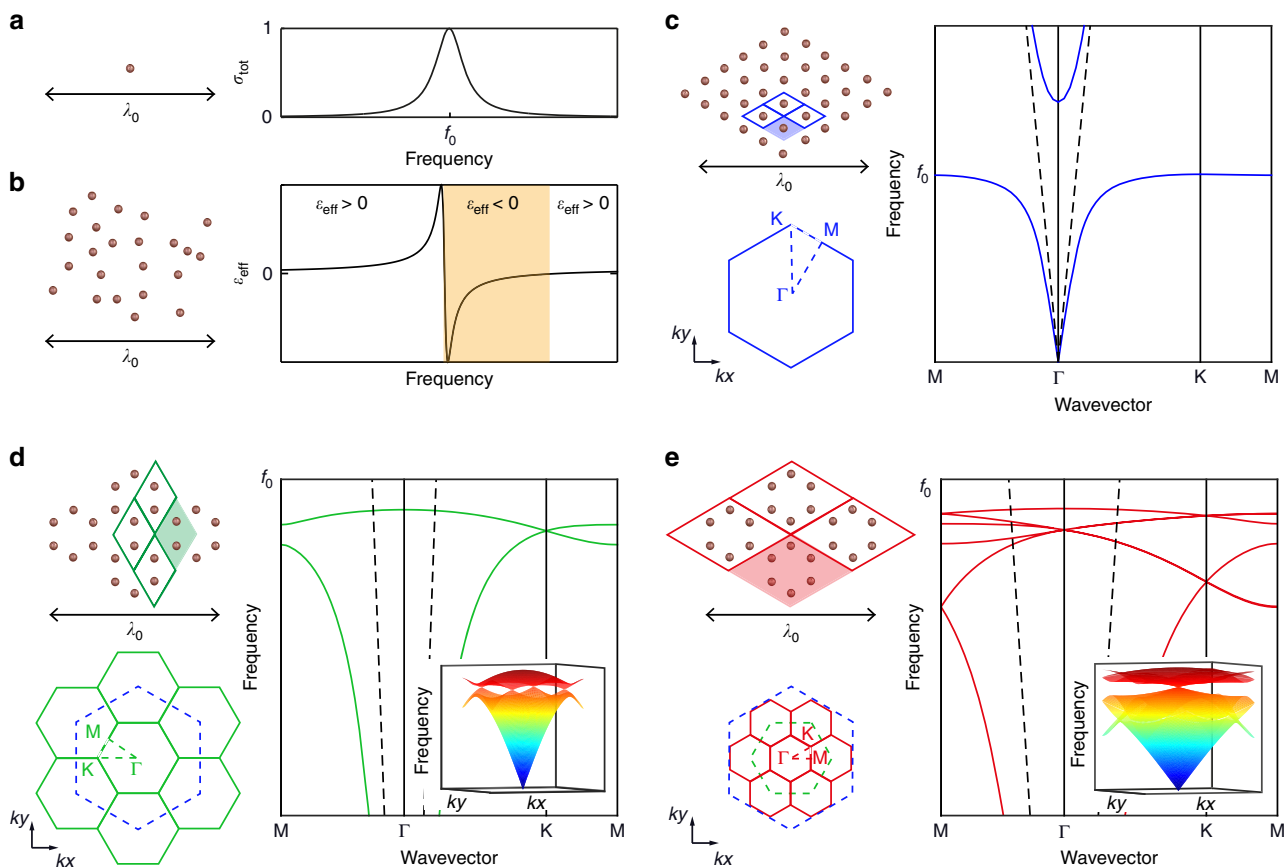 a
λ0
σtot
1
0
f0
Frequency
b
λ0
εeff
0
εeff > 0
εeff < 0
εeff > 0
Frequency
c
λ0
K
M
Γ
ky
kx
Frequency
f0
M
Γ
K
M
Wavevector
d
λ0
M
K
Γ
ky
kx
Frequency
f0
Frequency
ky
kx
M
Γ
K
M
Wavevector
e
λ0
K
Γ
M
ky
kx
Frequency
f0
Frequency
ky
kx
M
Γ
K
M
Wavevector